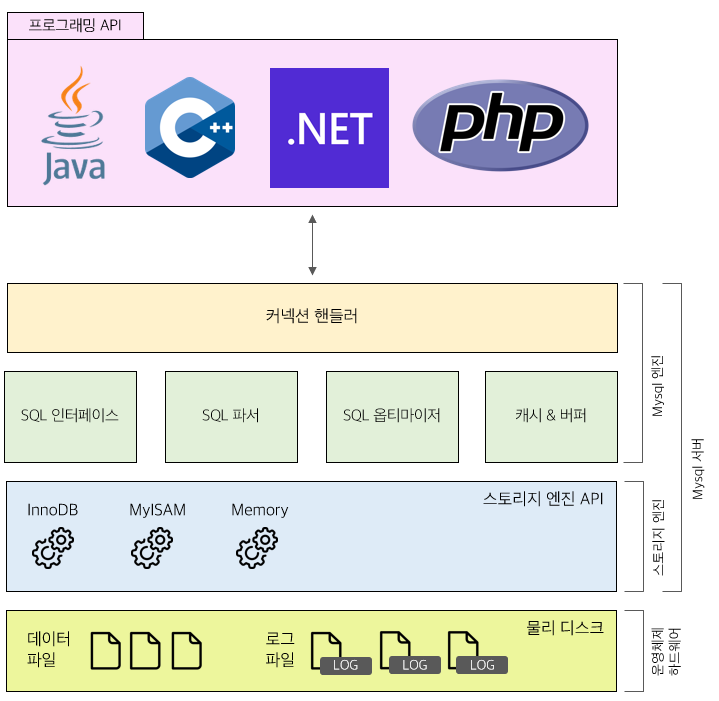 프로그래밍 API
Java
C++
.NET
php
커넥션 핸들러
SQL 인터페이스
SQL 파서
SQL 옵티마이저
캐시 & 버퍼
Mysql 엔진
Mysql 서버
스토리지 엔진 API
InnoDB
MyISAM
Memory
스토리지 엔진
물리 디스크
데이터
파일
로그
파일
LOG
LOG
LOG
운영체제
하드웨어